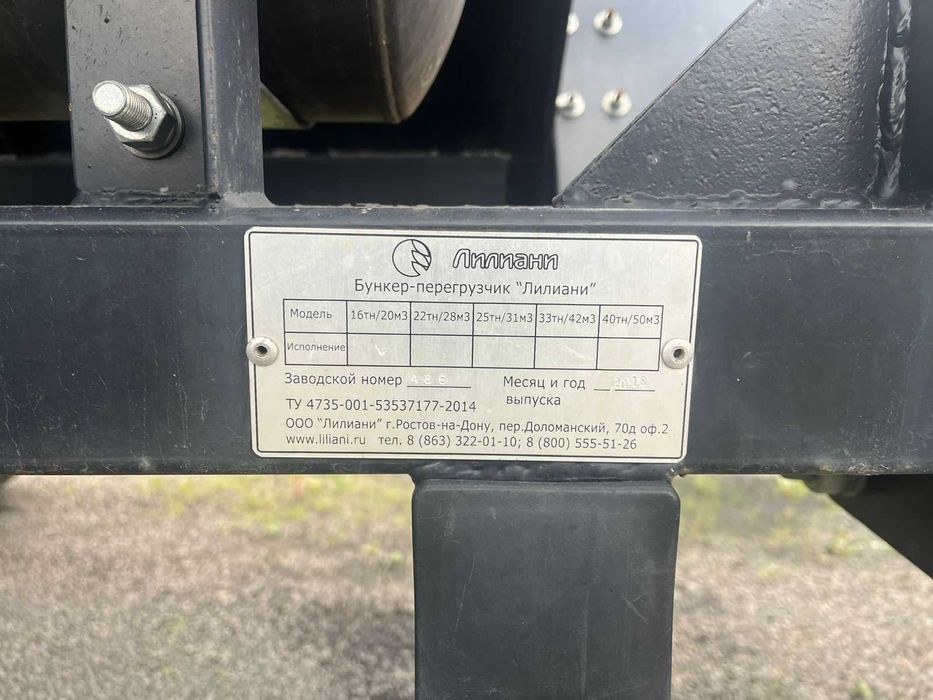 Лилиани
Бункер-перегрузчик "Лилиани"
Модель 16тн/20м3 22тн/28м3 25тн/31м3 33тн/42м3 40тн/50м3
Исполнение
Заводской номер 486 Месяц и год 2018
выпуска
ТУ 4735-001-53537177-2014
ООО "Лилиани" г.Ростов-на-Дону, пер.Доломанский, 70д оф.2
www.liliani.ru тел. 8 (863) 322-01-10; 8 (800) 555-51-26